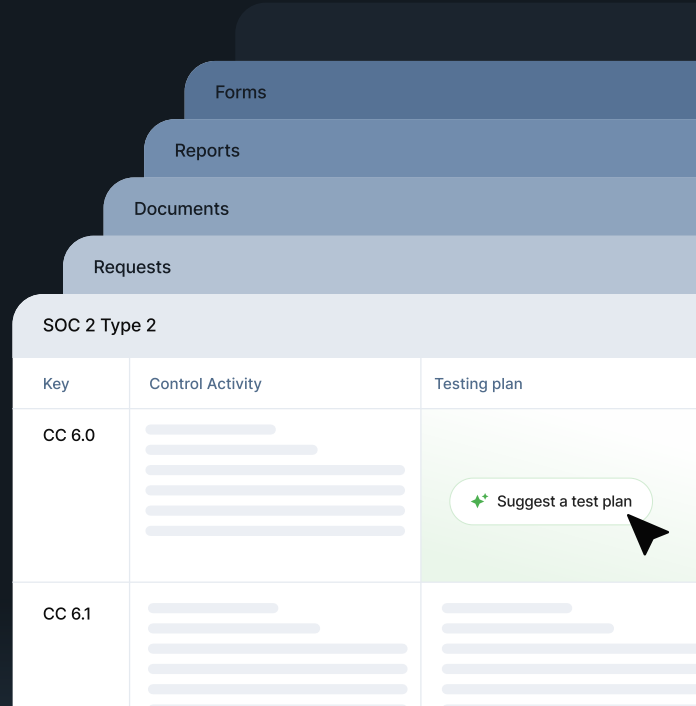 Forms
Reports
Documents
Requests
SOC 2 Type 2
Key Control Activity Testing plan
CC 6.0
Suggest a test plan
CC 6.1